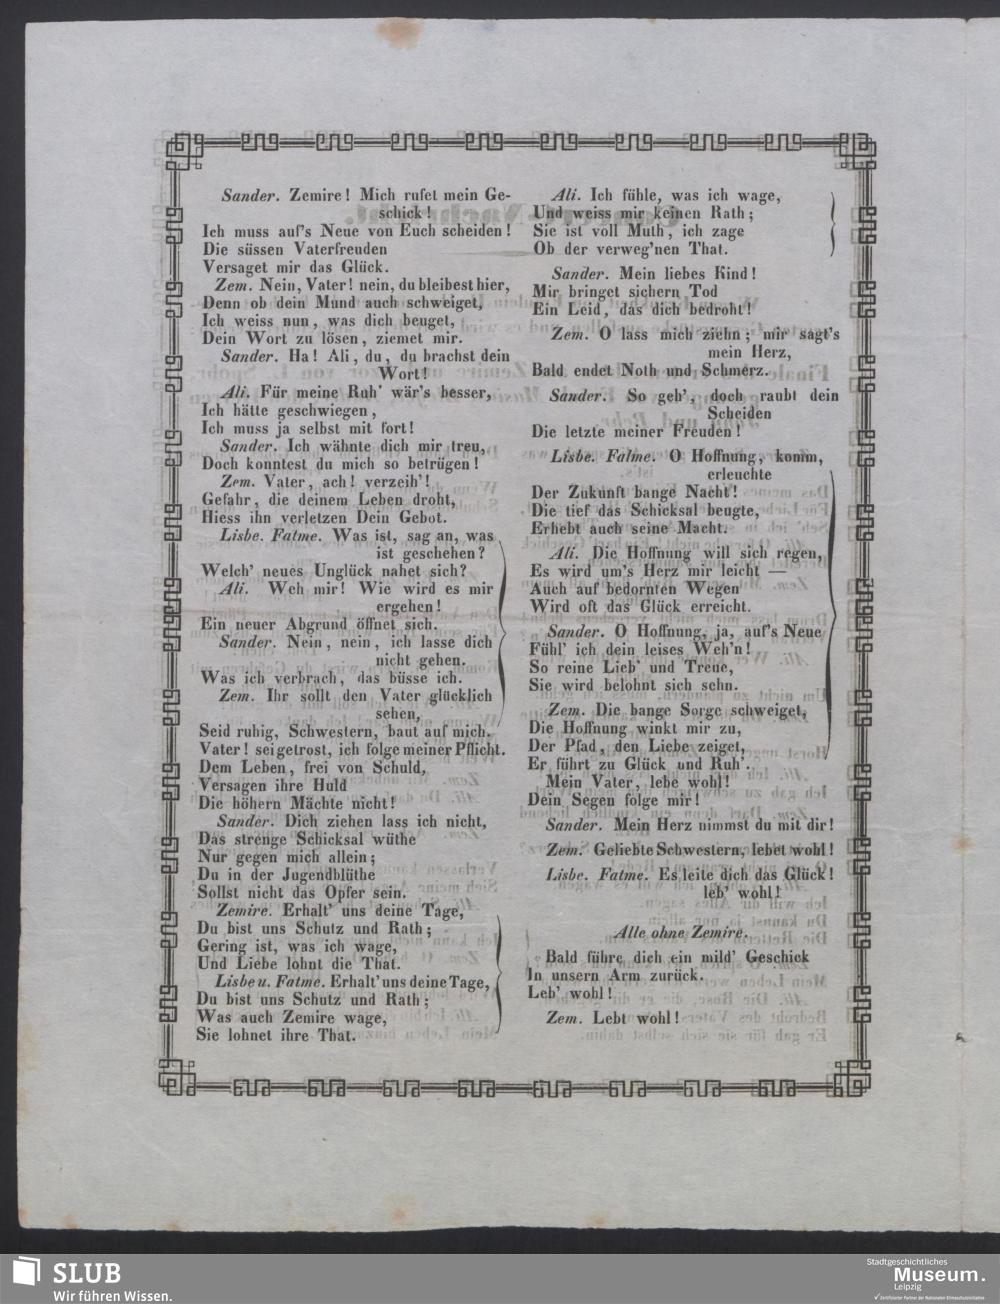 Sander. Zemire! Mich rufet mein Ge-
schick!
Ich muss auf's Neue von Euch scheiden!
Die süssen Vaterfreuden
Versaget mir das Glück.
Zem. Nein, Vater! nein, du bleibest hier,
Denn ob dein Mund auch schweiget,
Ich weiss nun, was dich beuget,
Dein Wort zu lösen, ziemet mir.
Sander. Ha! Ali, du, du brachst dein
Wort!
Ali. Für meine Ruh' wär's besser,
Ich hätte geschwiegen,
Ich muss ja selbst mit fort!
Sander. Ich wähnte dich mir treu,
Doch konntest du mich so betrügen!
Zem. Vater, ach! verzeih'!
Gefahr, die deinem Leben droht,
Hiess ihn verletzen Dein Gebot.
Lisbe. Fatme. Was ist, sag an, was
ist geschehen?
Welch' neues Unglück nahet sich?
Ali. Weh mir! Wie wird es mir
ergehen!
Ein neuer Abgrund öffnet sich.
Sander. Nein, nein, ich lasse dich
nicht gehen.
Was ich verbrach, das büsse ich.
Zem. Ihr sollt den Vater glücklich
sehen,
Seid ruhig, Schwestern, baut auf mich.
Vater! sei getrost, ich folge meiner Pflicht.
Dem Leben, frei von Schuld,
Versagen ihre Huld
Die höhern Mächte nicht!
Sander. Dich ziehen lass ich nicht,
Das strenge Schicksal wüthe
Nur gegen mich allein;
Du in der Jugendblüthe
Sollst nicht das Opfer sein.
Zemire. Erhalt' uns deine Tage,
Du bist uns Schutz und Rath;
Gering ist, was ich wage,
Und Liebe lohnt die That.
Lisbe u. Fatme. Erhalt' uns deine Tage,
Du bist uns Schutz und Rath;
Was auch Zemire wage,
Sie lohnet ihre That.
Ali. Ich fühle, was ich wage,
Und weiss mir keinen Rath;
Sie ist voll Muth, ich zage
Ob der verweg'nen That.
Sander. Mein liebes Kind!
Mir bringet sichern Tod
Ein Leid, das dich bedroht!
Zem. O lass mich ziehn; mir sagt's
mein Herz,
Bald endet Noth und Schmerz.
Sander. So geh', doch raubt dein
Scheiden
Die letzte meiner Freuden!
Lisbe. Fatme. O Hoffnung, komm,
erleuchte
Der Zukunft bange Nacht!
Die tief das Schicksal beugte,
Erhebt auch seine Macht.
Ali. Die Hoffnung will sich regen,
Es wird um's Herz mir leicht —
Auch auf bedornten Wegen
Wird oft das Glück erreicht.
Sander. O Hoffnung, ja, auf's Neue
Fühl' ich dein leises Weh'n!
So reine Lieb' und Treue,
Sie wird belohnt sich sehn.
Zem. Die bange Sorge schweiget,
Die Hoffnung winkt mir zu,
Der Pfad, den Liebe zeiget,
Er führt zu Glück und Ruh'.
Mein Vater, lebe wohl!
Dein Segen folge mir!
Sander. Mein Herz nimmst du mit dir!
Zem. Geliebte Schwestern, lebet wohl!
Lisbe. Fatme. Es leite dich das Glück!
leb' wohl!
Alle ohne Zemire.
Bald führe dich ein mild' Geschick
In unsern Arm zurück.
Leb' wohl!
Zem. Lebt wohl!
SLUB
Wir führen Wissen.
Stadtgeschichtliches
Museum.
Leipzig
Zertifizierter Partner der Nationalen Klimaschutzinitiative